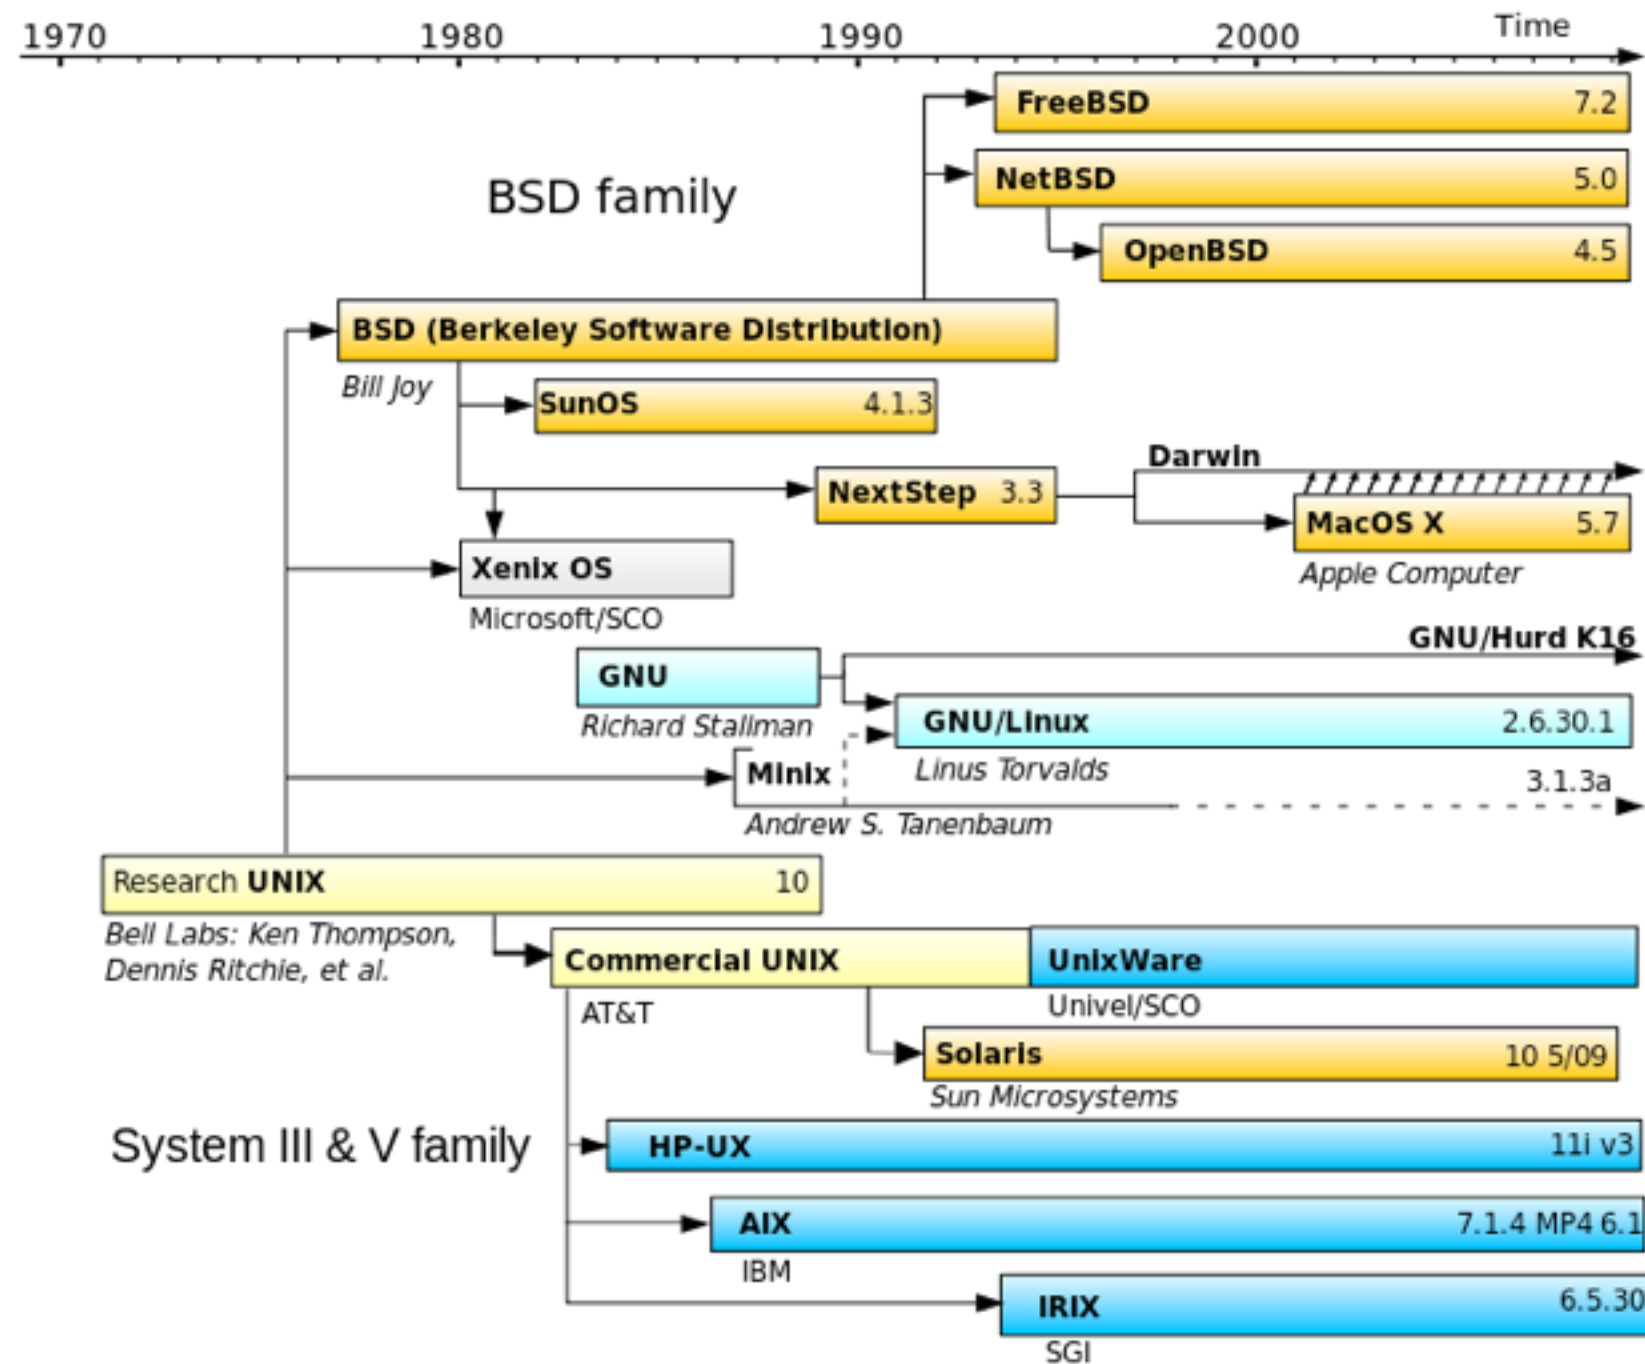 1970 1980 1990 2000 Time
FreeBSD 7.2
NetBSD 5.0
BSD family
OpenBSD 4.5
BSD (Berkeley Software Distribution)
Bill Joy
SunOS 4.1.3
Darwin
NextStep 3.3
MacOS X 5.7
Apple Computer
Xenix OS
Microsoft/SCO
GNU/Hurd K16
GNU
Richard Stallman
GNU/Linux 2.6.30.1
Linus Torvalds
Minix
3.1.3a
Andrew S. Tanenbaum
Research UNIX 10
Bell Labs: Ken Thompson,
Dennis Ritchie, et al.
Commercial UNIX
AT&T
UnixWare
Univel/SCO
Solaris 10 5/09
Sun Microsystems
System III & V family
HP-UX 11i v3
AIX 7.1.4 MP4 6.1
IBM
IRIX 6.5.30
SGI